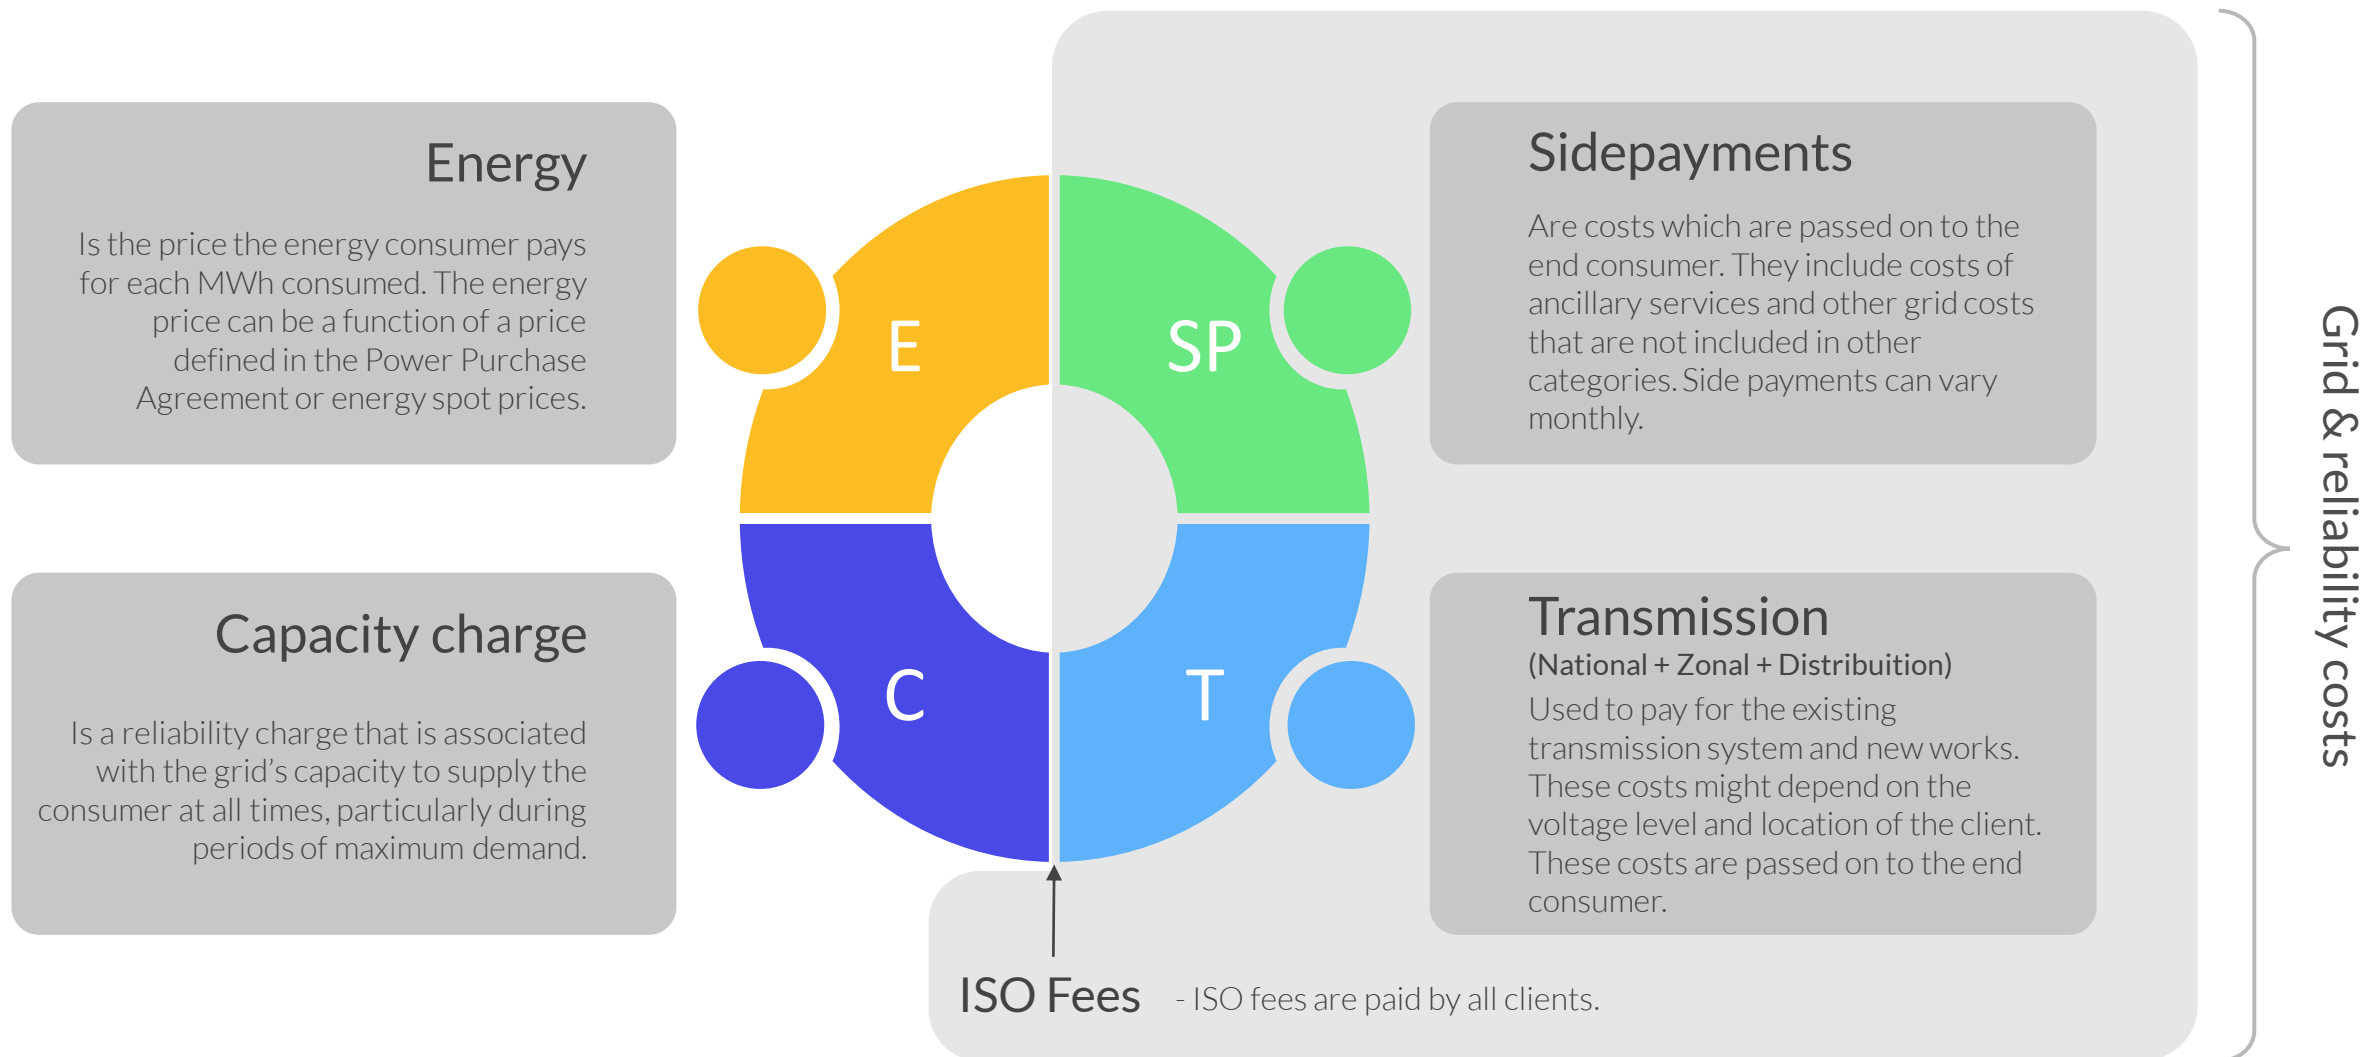 Energy
Is the price the energy consumer pays
for each MWh consumed. The energy
price can be a function of a price
defined in the Power Purchase
Agreement or energy spot prices.
E
SP
Sidepayments
Are costs which are passed on to the
end consumer. They include costs of
ancillary services and other grid costs
that are not included in other
categories. Side payments can vary
monthly.
Capacity charge
Is a reliability charge that is associated
with the grid’s capacity to supply the
consumer at all times, particularly during
periods of maximum demand.
C
T
Transmission
(National + Zonal + Distribuition)
Used to pay for the existing
transmission system and new works.
These costs might depend on the
voltage level and location of the client.
These costs are passed on to the end
consumer.
ISO Fees - ISO fees are paid by all clients.
Grid & reliability costs